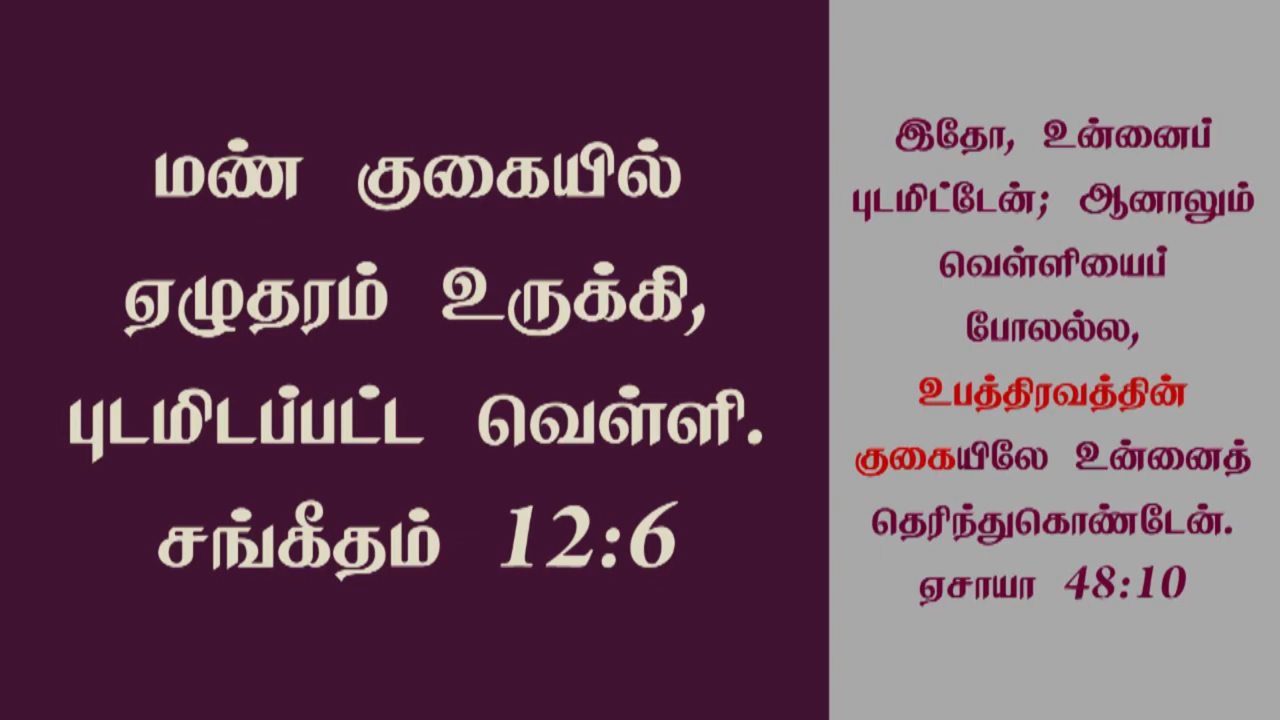 மண் குகையில்
ஏழுதரம் உருக்கி,
புடமிடப்பட்ட வெள்ளி.
சங்கீதம் 12:6
இதோ, உன்னைப்
புடமிட்டேன்; ஆனாலும்
வெள்ளியைப்
போலல்ல,
உபத்திரவத்தின்
குகையிலே உன்னைத்
தெரிந்துகொண்டேன்.
ஏசாயா 48:10